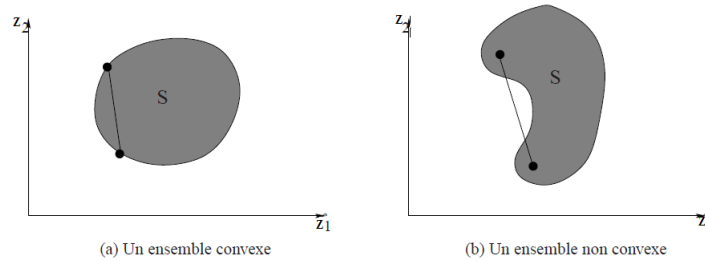 z2
S
z1
(a) Un ensemble convexe
z2
S
z
(b) Un ensemble non convexe